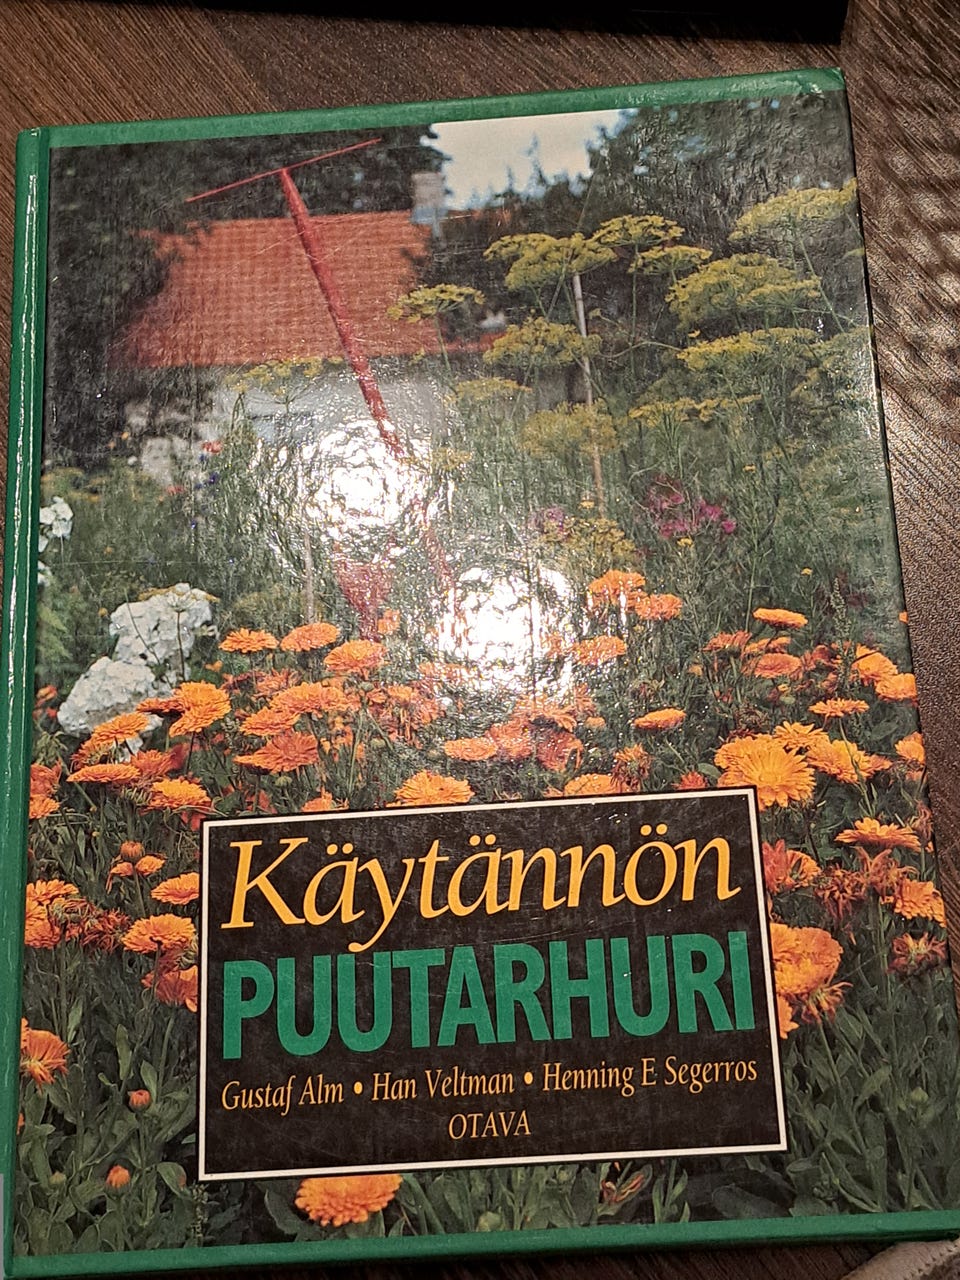 Käytännön
PUUTARHURI
Gustaf Alm • Han Veltman • Henning E Segerros
OTAVA